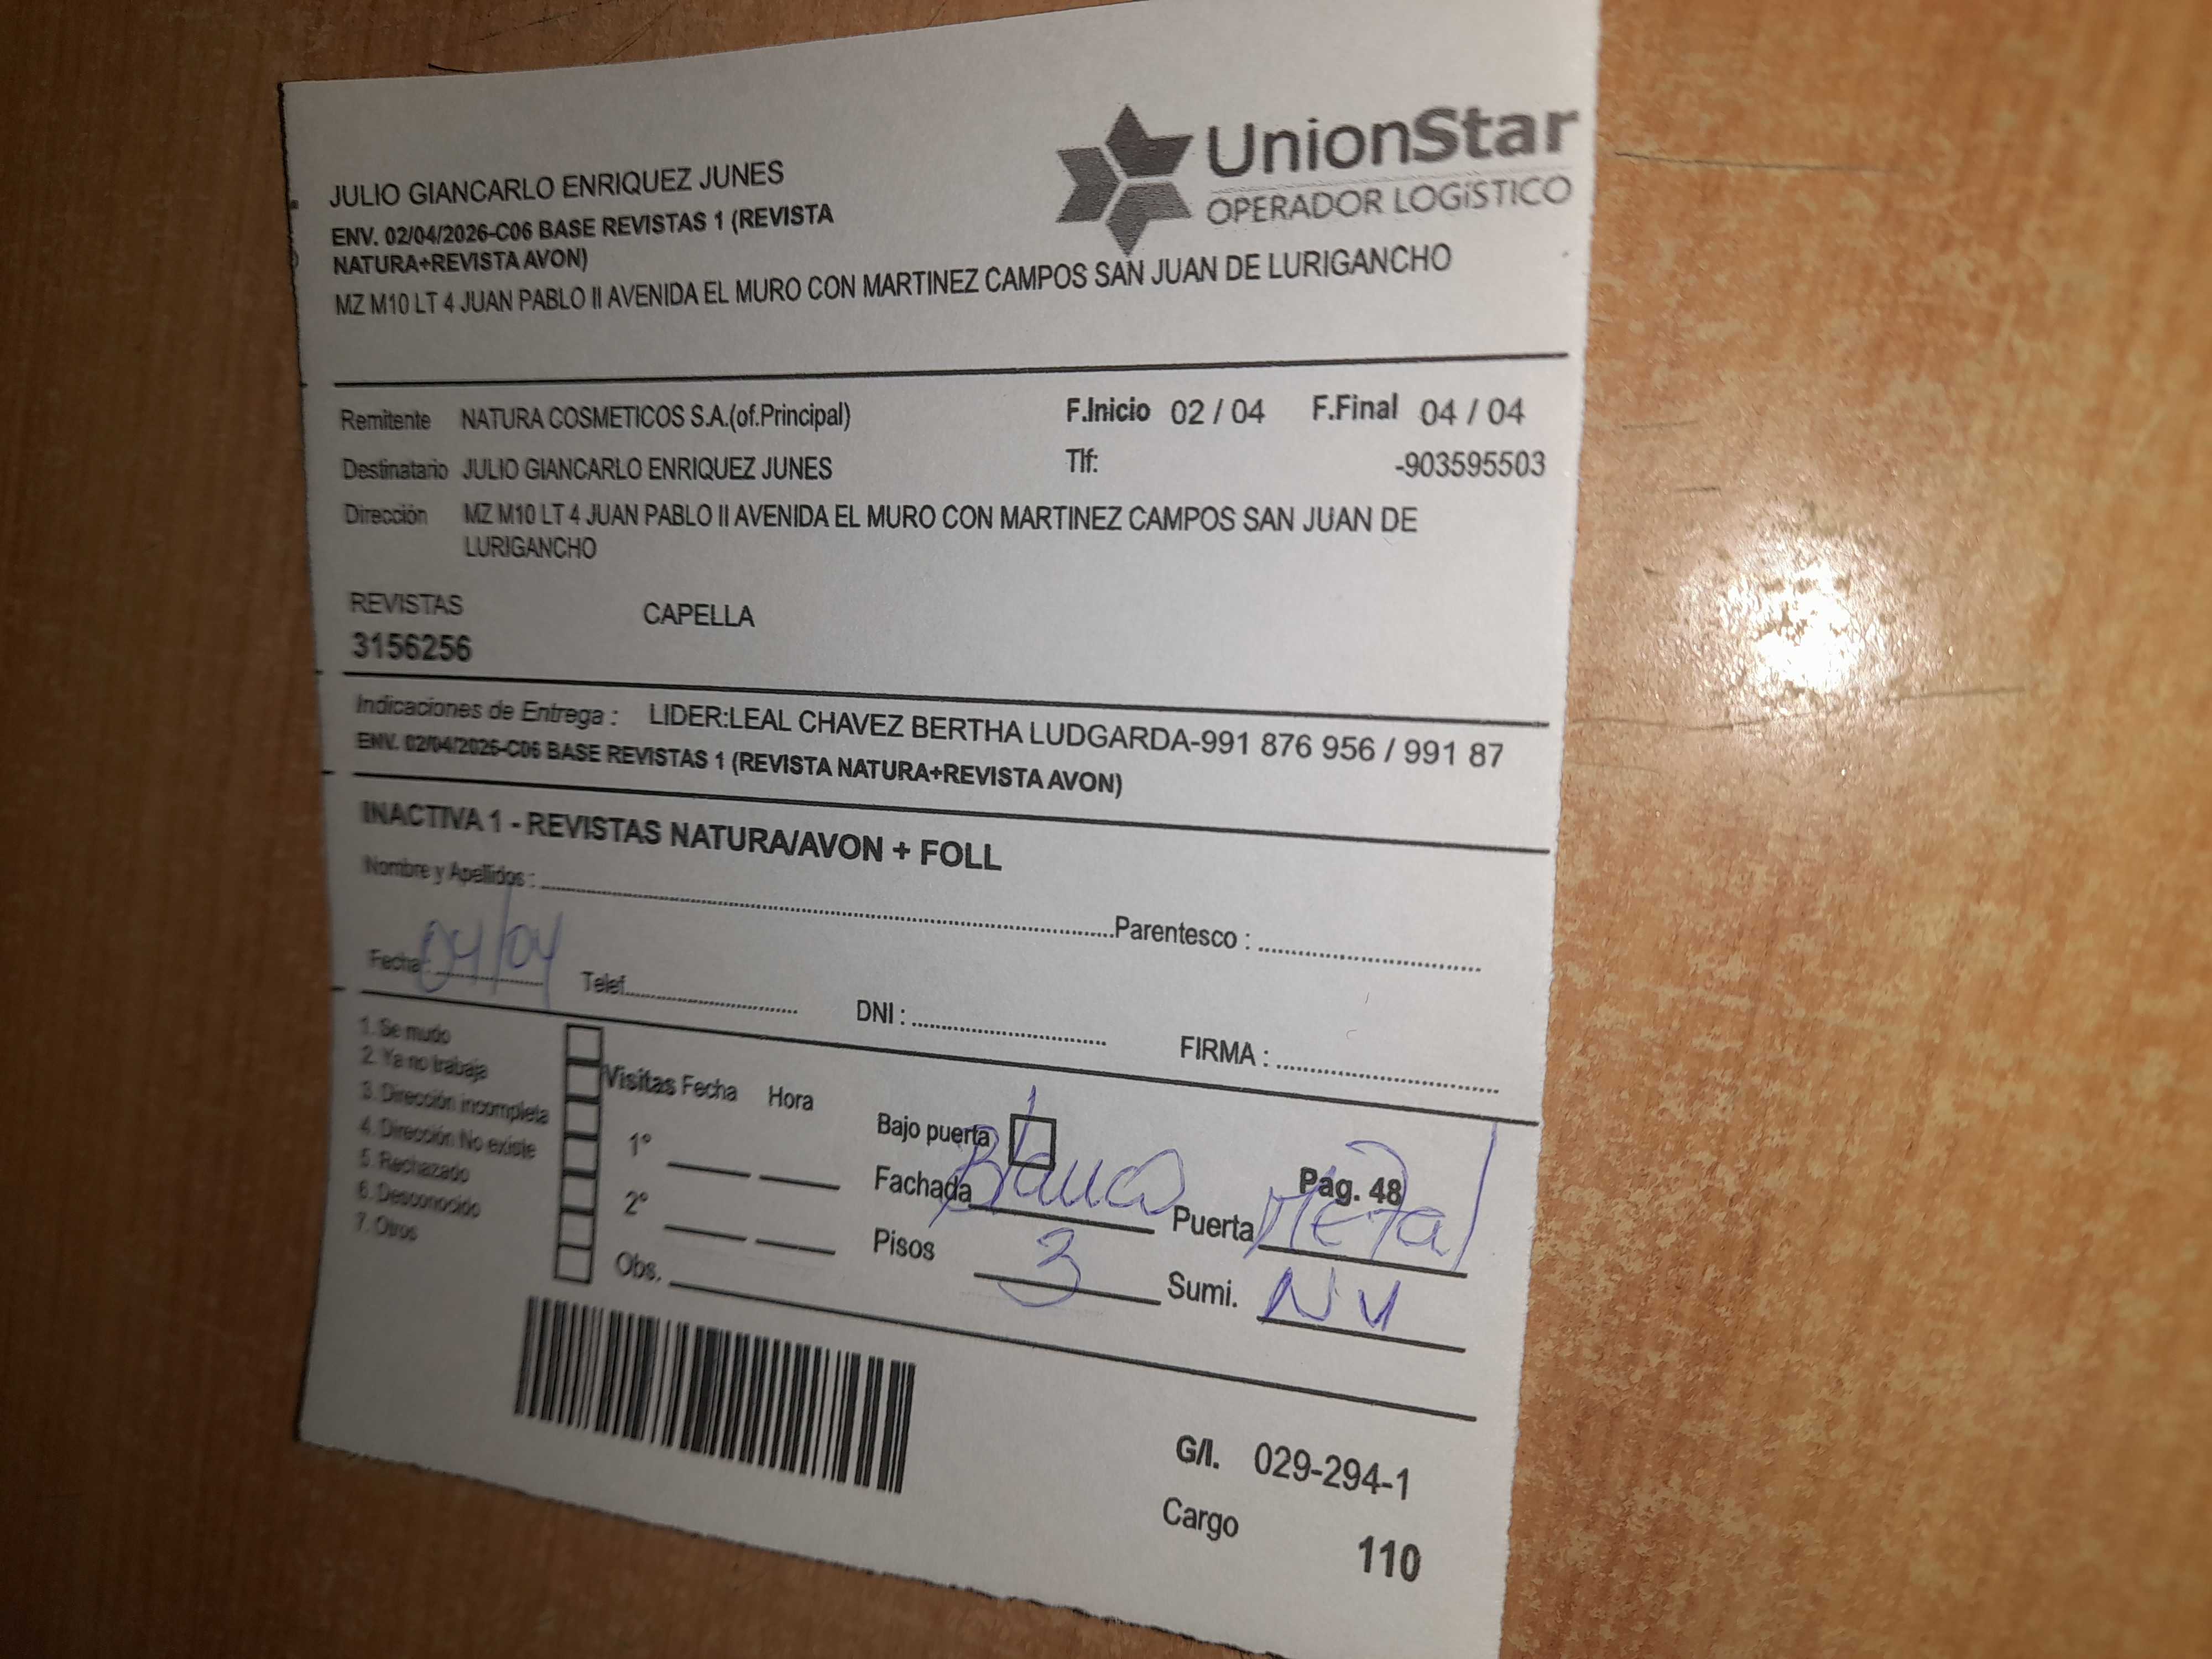 UnionStar
OPERADOR LOGÍSTICO
JULIO GIANCARLO ENRIQUEZ JUNES
ENV. 02/04/2026-C06 BASE REVISTAS 1 (REVISTA
NATURA+REVISTA AVON)
MZ M10 LT 4 JUAN PABLO II AVENIDA EL MURO CON MARTINEZ CAMPOS SAN JUAN DE LURIGANCHO
Remitente NATURA COSMETICOS S.A.(of.Principal) F.Inicio 02 / 04 F.Final 04 / 04
Destinatario JULIO GIANCARLO ENRIQUEZ JUNES Tlf: -903595503
Dirección MZ M10 LT 4 JUAN PABLO II AVENIDA EL MURO CON MARTINEZ CAMPOS SAN JUAN DE
LURIGANCHO
REVISTAS CAPELLA
3156256
Indicaciones de Entrega : LIDER:LEAL CHAVEZ BERTHA LUDGARDA-991 876 956 / 991 87
ENV. 02/04/2026-C06 BASE REVISTAS 1 (REVISTA NATURA+REVISTA AVON)
INACTIVA 1 - REVISTAS NATURA/AVON + FOLL
Nombre y Apellidos : Parentesco :
Fecha : 04/04 Telef. DNI : FIRMA :
1. Se mudo
2. Ya no trabaja
3. Dirección incompleta
4. Dirección No existe
5. Rechazado
6. Desconocido
7. Otros
Visitas Fecha Hora
1°
2°
Obs.
Bajo puerta Pag. 48
Fachada Blanca Puerta Metal
Pisos 3 Sumi. NV
G/I. 029-294-1
Cargo 110